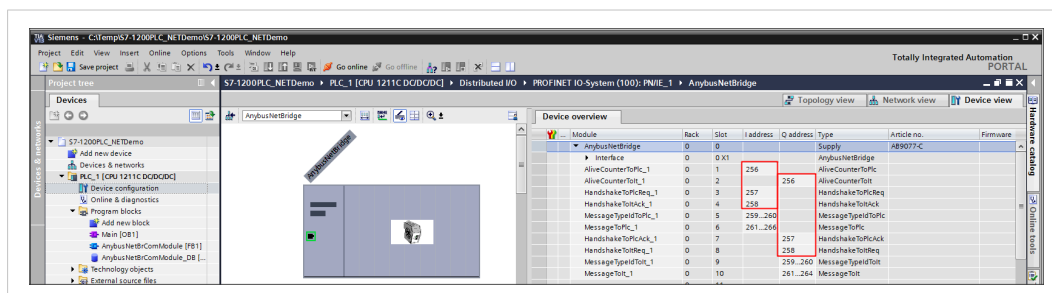 Siemens - C:\Temp\S7-1200PLC_NETDemo\S7-1200PLC_NETDemo
Project Edit View Insert Online Options Tools Window Help
Totally Integrated Automation
PORTAL
Save project Go online Go offline
Project tree
S7-1200PLC_NETDemo PLC_1 [CPU 1211C DC/DC/DC] Distributed I/O PROFINET IO-System (100): PN/IE_1 AnybusNetBridge
Topology view Network view Device view
Devices
AnybusNetBridge
Device overview
Module Rack Slot I address Q address Type Article no. Firmware
AnybusNetBridge 0 0 Supply AB9077-C
Interface 0 0 X1 AnybusNetBridge
AliveCounterToPlc_1 0 1 256 AliveCounterToPlc
AliveCounterToIt_1 0 2 256 AliveCounterToIt
HandshakeToPlcReq_1 0 3 257 HandshakeToPlcReq
HandshakeToItAck_1 0 4 258 HandshakeToItAck
MessageTypeIdToPlc_1 0 5 259...260 MessageTypeIdToPlc
MessageToPlc_1 0 6 261...266 MessageToPlc
HandshakeToPlcAck_1 0 7 257 HandshakeToPlcAck
HandshakeToItReq_1 0 8 258 HandshakeToItReq
MessageTypeIdToIt_1 0 9 259...260 MessageTypeIdToIt
MessageToIt_1 0 10 261...264 MessageToIt
S7-1200PLC_NETDemo
Add new device
Devices & networks
PLC_1 [CPU 1211C DC/DC/DC]
Device configuration
Online & diagnostics
Program blocks
Add new block
Main [OB1]
AnybusNetBrComModule [FB1]
AnybusNetBrComModule_DB [...
Technology objects
External source files
AnybusNetBridge
Devices & networks
Hardware catalog
Online tools